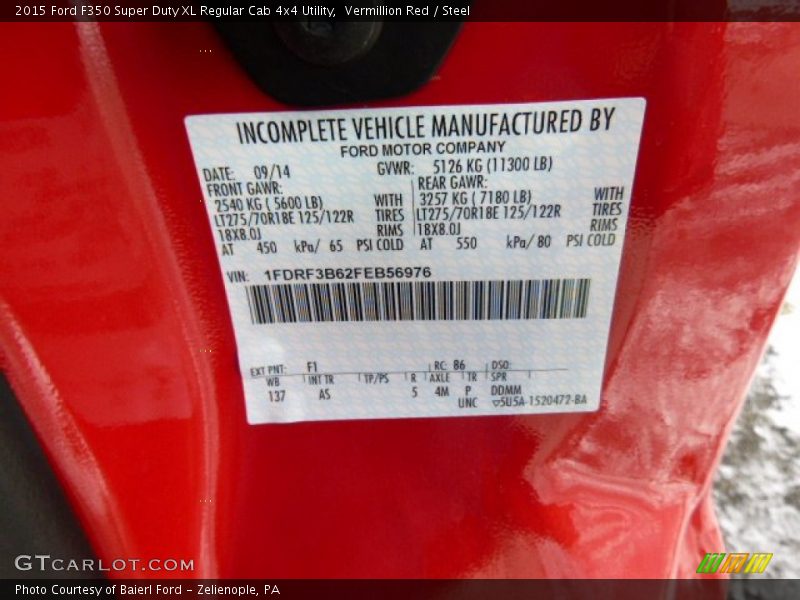 2015 Ford F350 Super Duty XL Regular Cab 4x4 Utility,  Vermillion Red / Steel
INCOMPLETE VEHICLE MANUFACTURED BY
FORD MOTOR COMPANY
DATE: 09/14 GVWR: 5126 KG (11300 LB)
FRONT GAWR: REAR GAWR:
2540 KG ( 5600 LB) WITH 3257 KG ( 7180 LB) WITH
LT275/70R18E 125/122R TIRES LT275/70R18E 125/122R TIRES
18X8.0J RIMS 18X8.0J RIMS
AT 450 kPa/ 65 PSI COLD AT 550 kPa/ 80 PSI COLD
VIN: 1FDRF3B62FEB56976
EXT PNT: F1 RC: 86 DSO:
WB INT TR TP/PS R AXLE TR SPR
137 AS 5 4M P DDMM
UNC ▽5U5A-1520472-BA
GTCARLOT.COM
Photo Courtesy of Baierl Ford - Zelienople, PA